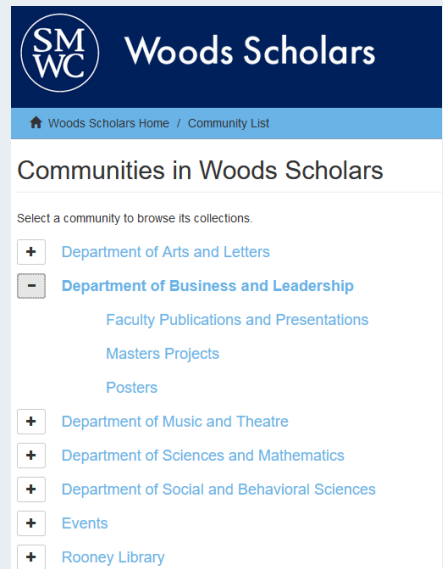 SM
WC
Woods Scholars
Woods Scholars Home / Community List
Communities in Woods Scholars
Select a community to browse its collections.
+ Department of Arts and Letters
- Department of Business and Leadership
Faculty Publications and Presentations
Masters Projects
Posters
+ Department of Music and Theatre
+ Department of Sciences and Mathematics
+ Department of Social and Behavioral Sciences
+ Events
+ Rooney Library